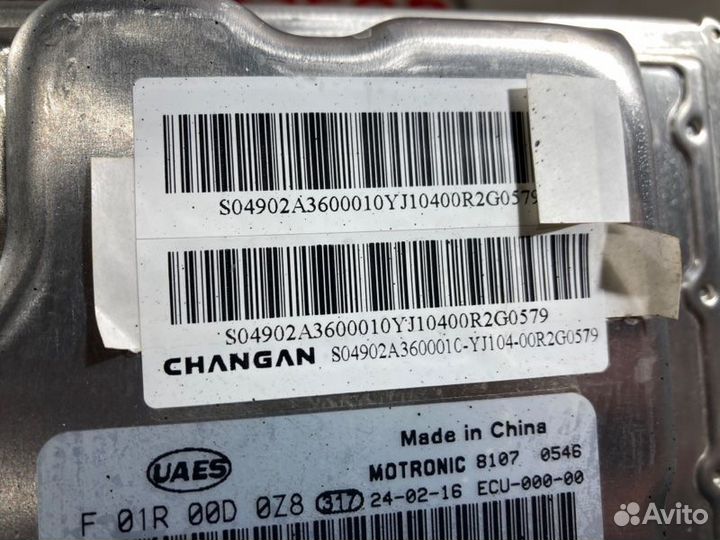 S04902A3600010YJ10400R2G0579
S04902A3600010YJ10400R2G0579
CHANGAN S04902A360001C-YJ104-00R2G0579
Made in China
UAES MOTRONIC 8107 0546
F 01R 00D 0Z8 317 24-02-16 ECU-000-00
Avito